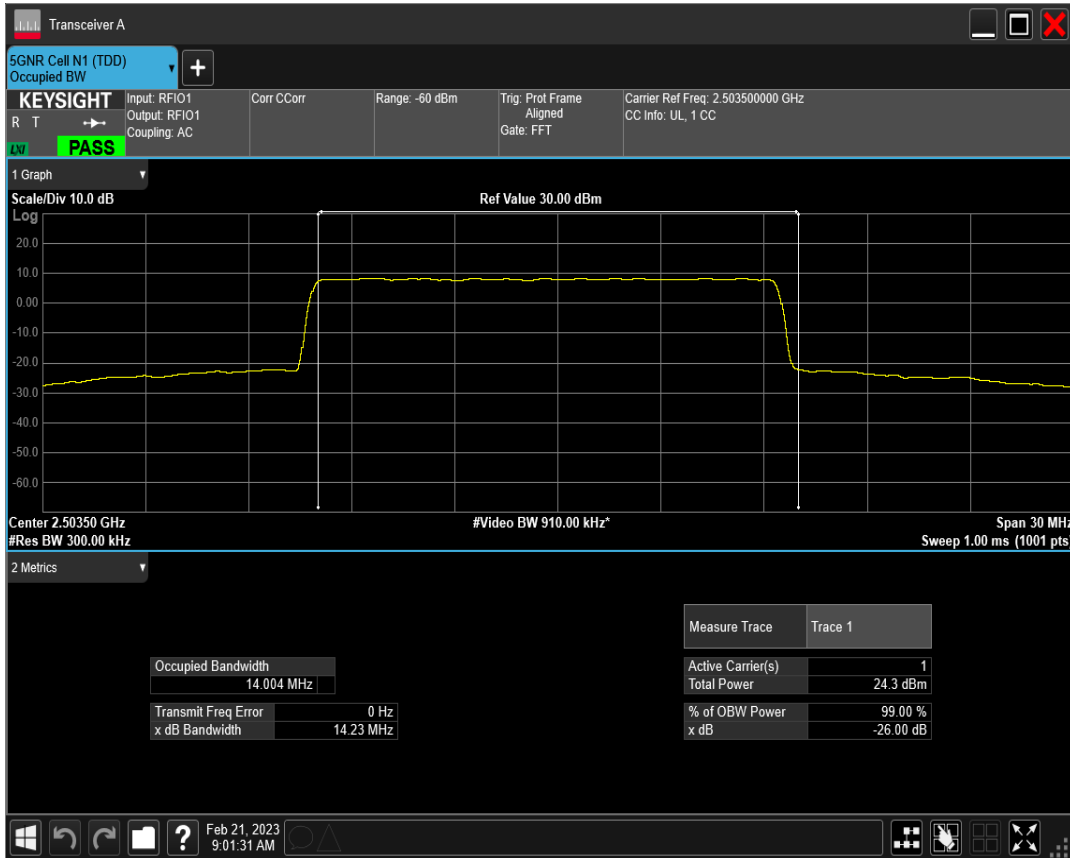 Transceiver A
5GNR Cell N1 (TDD)
Occupied BW
+
KEYSIGHT
R T
LXI
PASS
Input: RFIO1
Output: RFIO1
Coupling: AC
Corr CCorr
Range: -60 dBm
Trig: Prot Frame
Aligned
Gate: FFT
Carrier Ref Freq: 2.503500000 GHz
CC Info: UL, 1 CC
1 Graph
Scale/Div 10.0 dB
Ref Value 30.00 dBm
Log
20.0
10.0
0.00
-10.0
-20.0
-30.0
-40.0
-50.0
-60.0
Center 2.50350 GHz
#Video BW 910.00 kHz*
Span 30 MHz
#Res BW 300.00 kHz
Sweep 1.00 ms (1001 pts)
2 Metrics
Measure Trace Trace 1
Occupied Bandwidth
14.004 MHz
Transmit Freq Error 0 Hz
x dB Bandwidth 14.23 MHz
Active Carrier(s) 1
Total Power 24.3 dBm
% of OBW Power 99.00 %
x dB -26.00 dB
?
Feb 21, 2023
9:01:31 AM